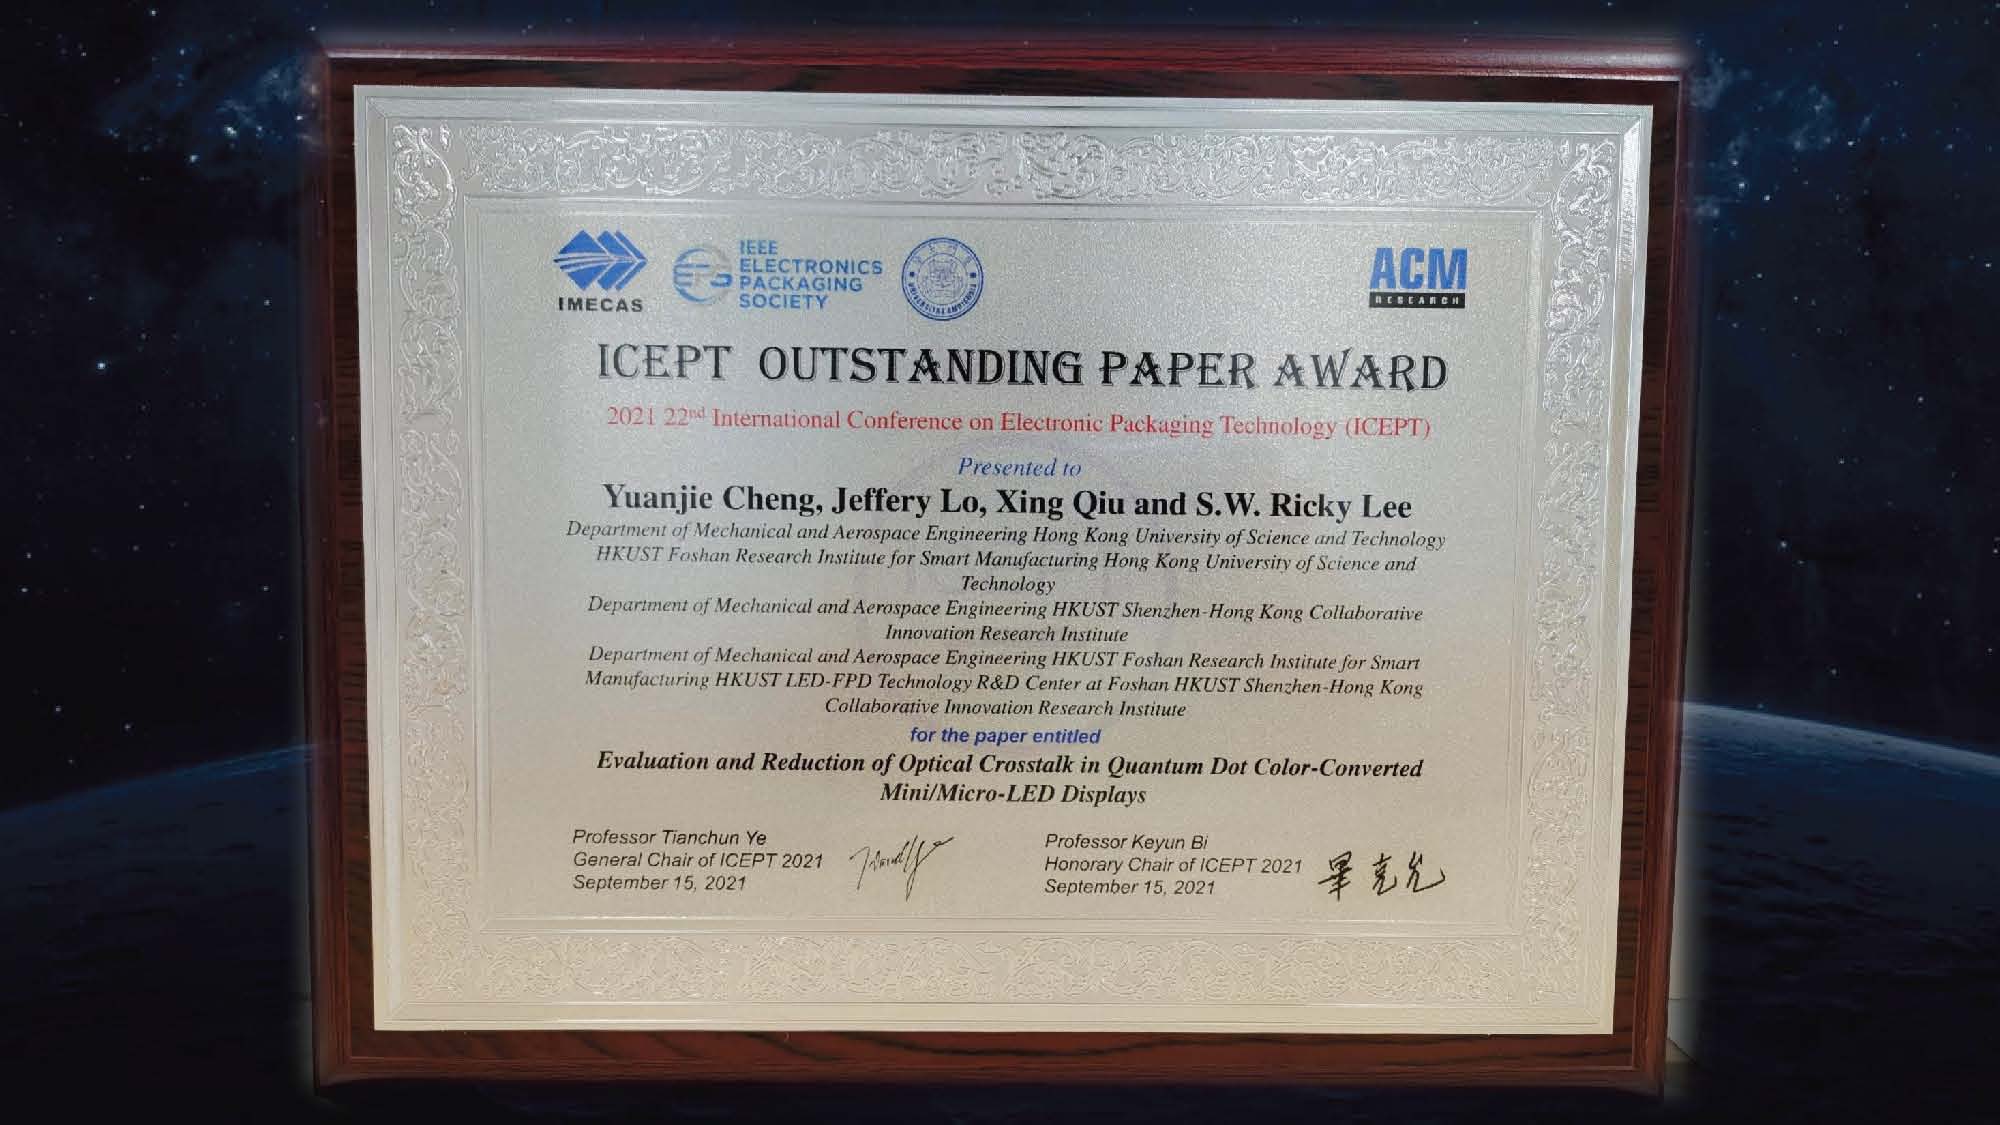 IMECAS
IEEE
ELECTRONICS
PACKAGING
SOCIETY
ACM
RESEARCH
ICEPT OUTSTANDING PAPER AWARD
2021 22nd International Conference on Electronic Packaging Technology (ICEPT)
Presented to
Yuanjie Cheng, Jeffery Lo, Xing Qiu and S.W. Ricky Lee
Department of Mechanical and Aerospace Engineering Hong Kong University of Science and Technology
HKUST Foshan Research Institute for Smart Manufacturing Hong Kong University of Science and
Technology
Department of Mechanical and Aerospace Engineering HKUST Shenzhen-Hong Kong Collaborative
Innovation Research Institute
Department of Mechanical and Aerospace Engineering HKUST Foshan Research Institute for Smart
Manufacturing HKUST LED-FPD Technology R&D Center at Foshan HKUST Shenzhen-Hong Kong
Collaborative Innovation Research Institute
for the paper entitled
Evaluation and Reduction of Optical Crosstalk in Quantum Dot Color-Converted
Mini/Micro-LED Displays
Professor Tianchun Ye
General Chair of ICEPT 2021
September 15, 2021
Professor Keyun Bi
Honorary Chair of ICEPT 2021
September 15, 2021
畢克允